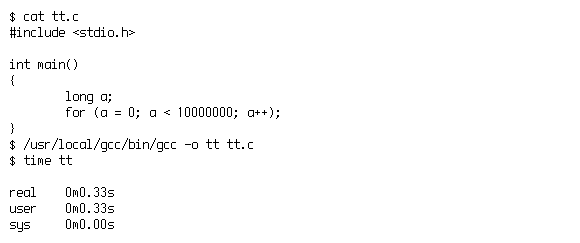 $ cat tt.c
#include <stdio.h>

int main()
{
        long a;
        for (a = 0; a < 10000000; a++);
}
$ /usr/local/gcc/bin/gcc -o tt tt.c
$ time tt

real    0m0.33s
user    0m0.33s
sys     0m0.00s